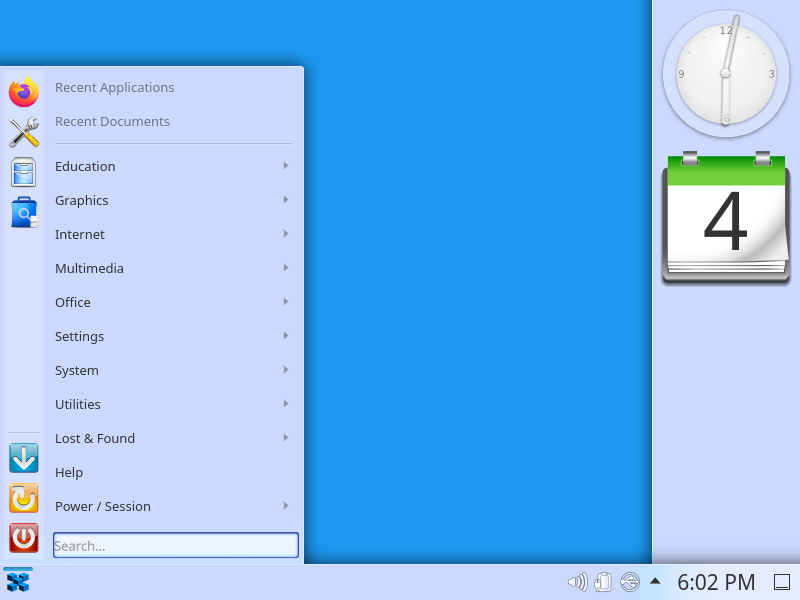 Recent Applications
Recent Documents
Education
Graphics
Internet
Multimedia
Office
Settings
System
Utilities
Lost & Found
Help
Power / Session
Search...
12
9
3
6
4
6:02 PM